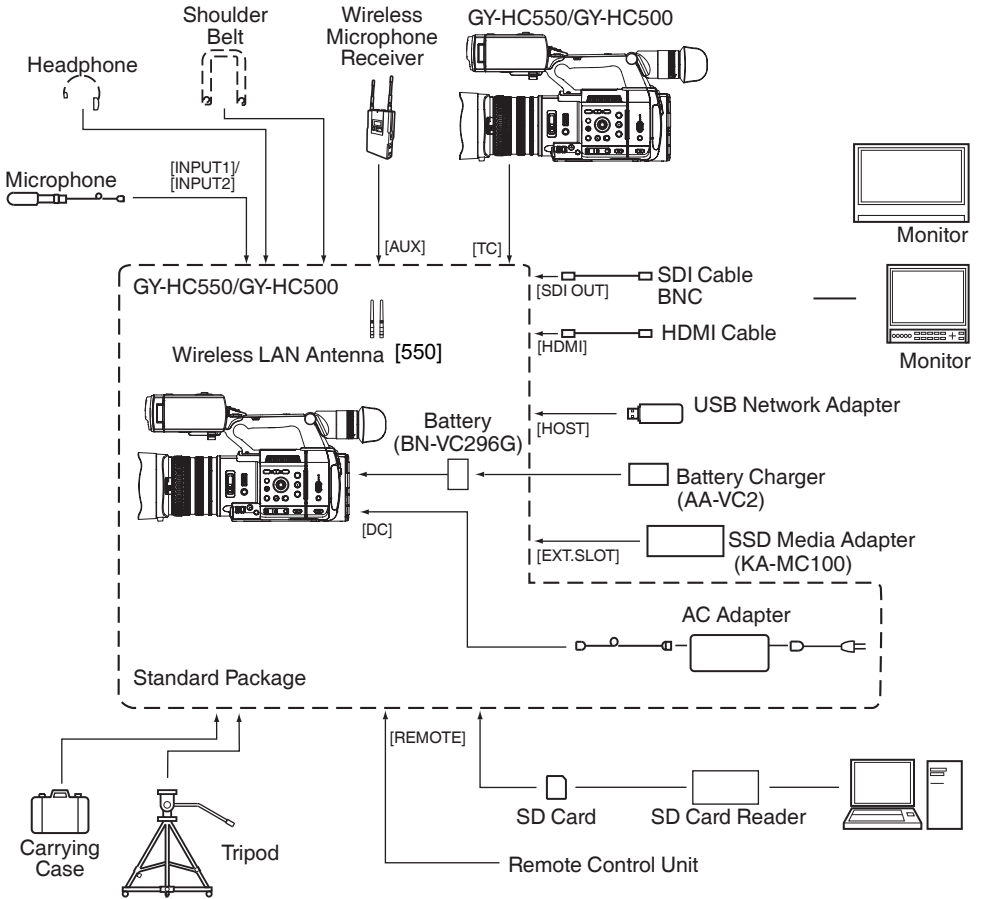 Shoulder
Belt
Wireless
Microphone
Receiver
GY-HC550/GY-HC500
Headphone
Microphone
[INPUT1]/
[INPUT2]
[AUX]
[TC]
Monitor
GY-HC550/GY-HC500
[SDI OUT]
SDI Cable
BNC
[HDMI]
HDMI Cable
Monitor
Wireless LAN Antenna [550]
Battery
(BN-VC296G)
[HOST]
USB Network Adapter
Battery Charger
(AA-VC2)
[DC]
[EXT.SLOT]
SSD Media Adapter
(KA-MC100)
AC Adapter
Standard Package
[REMOTE]
SD Card
SD Card Reader
Carrying
Case
Tripod
Remote Control Unit